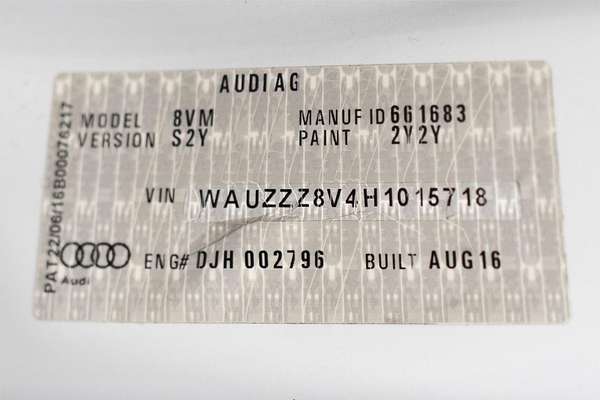 AUDI AG
MODEL 8VM MANUF ID 661683
VERSION S2Y PAINT 2Y2Y
VIN WAUZZZ8V4H1015718
ENG# DJH 002796 BUILT AUG16
Audi
PAT22/06/16B000076217